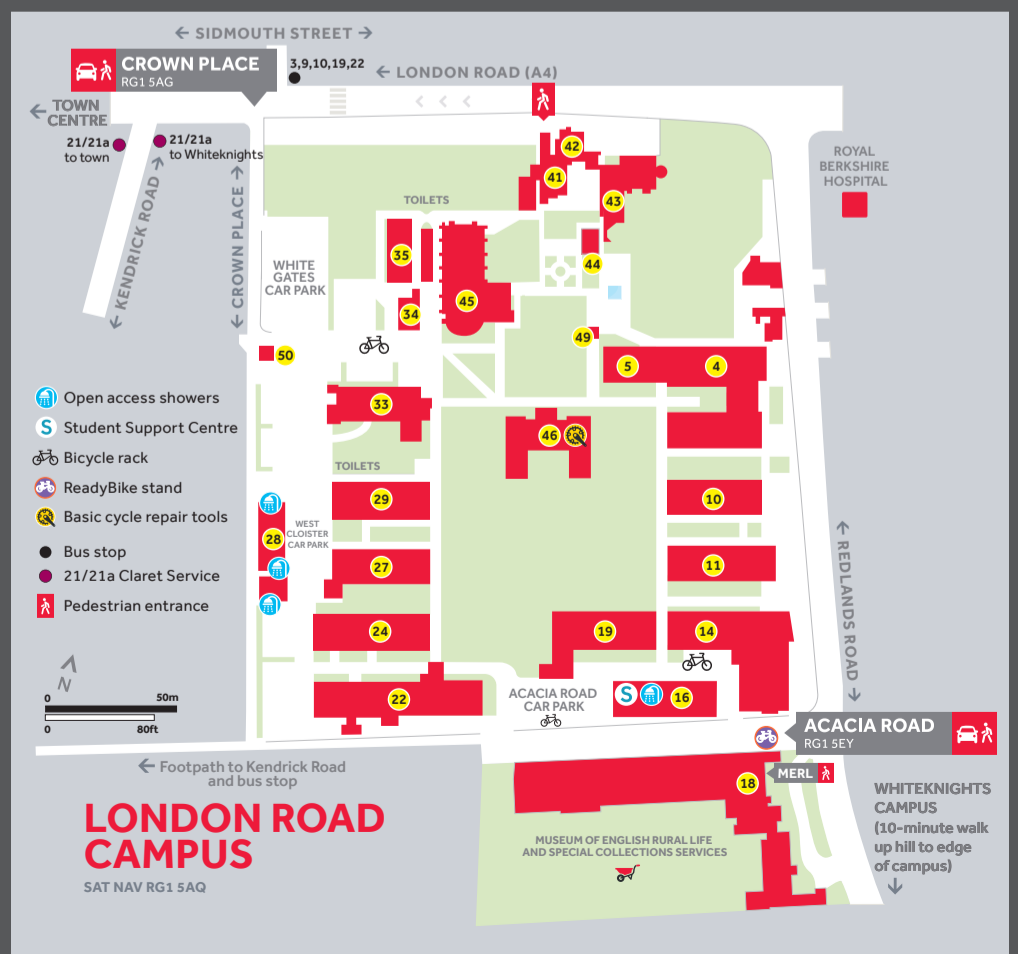 ← SIDMOUTH STREET →
CROWN PLACE
RG1 5AG
3,9,10,19,22
← LONDON ROAD (A4)
← TOWN
CENTRE
21/21a
to town
21/21a
to Whiteknights
← KENDRICK ROAD →
← CROWN PLACE →
ROYAL
BERKSHIRE
HOSPITAL
42
41
43
TOILETS
35
44
WHITE
GATES
CAR PARK
45
34
49
50
5
4
33
46
TOILETS
29
10
28
WEST
CLOISTER
CAR PARK
27
11
24
19
14
22
ACACIA ROAD
CAR PARK
S
16
← REDLANDS ROAD →
Open access showers
S Student Support Centre
Bicycle rack
ReadyBike stand
Basic cycle repair tools
Bus stop
21/21a Claret Service
Pedestrian entrance
N
0 50m
0 80ft
ACACIA ROAD
RG1 5EY
← Footpath to Kendrick Road
and bus stop
18
MERL
LONDON ROAD
CAMPUS
SAT NAV RG1 5AQ
MUSEUM OF ENGLISH RURAL LIFE
AND SPECIAL COLLECTIONS SERVICES
WHITEKNIGHTS
CAMPUS
(10-minute walk
up hill to edge
of campus)